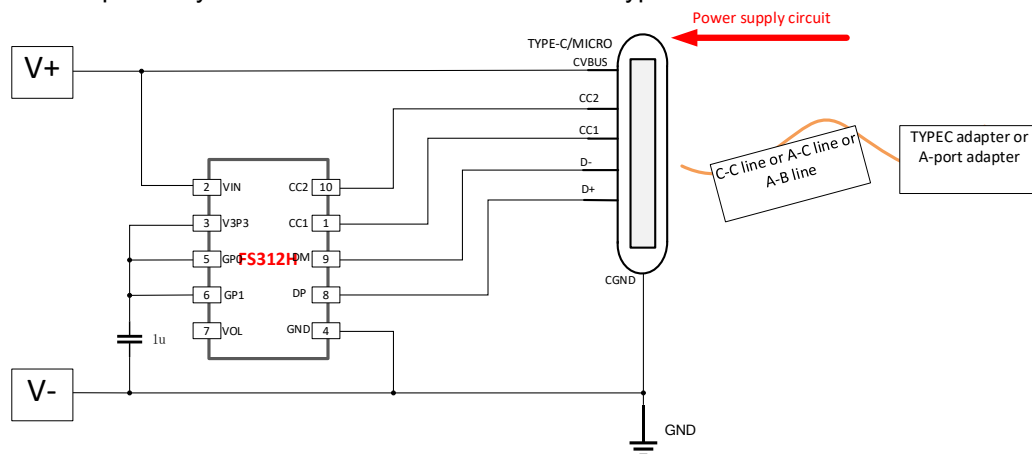 Power supply circuit
TYPE-C/MICRO
V+
CVBUS
CC2
CC1
TYPEC adapter or
A-port adapter
C-C line or A-C line or
A-B line
D-
D+
2 VIN CC2 10
3 V3P3 CC1 1
5 GP0 FS312H DM 9
6 GP1 DP 8
7 VOL GND 4
CGND
1u
V-
GND